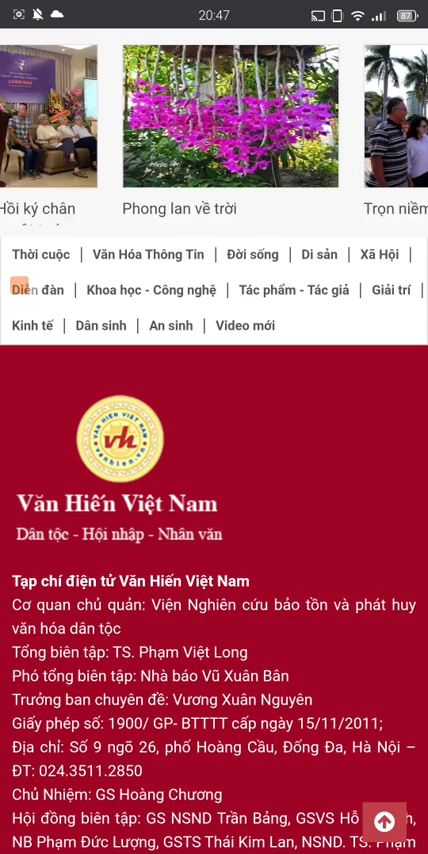 20:47
87
Hồi ký chân
Phong lan về trời
Trọn niềm
Thời cuộc | Văn Hóa Thông Tin | Đời sống | Di sản | Xã Hội |
Diễn đàn | Khoa học - Công nghệ | Tác phẩm - Tác giả | Giải trí |
Kinh tế | Dân sinh | An sinh | Video mới
VĂN HIẾN VIỆT NAM
vh
vanhien.vn
Văn Hiến Việt Nam
Dân tộc - Hội nhập - Nhân văn
Tạp chí điện tử Văn Hiến Việt Nam
Cơ quan chủ quản: Viện Nghiên cứu bảo tồn và phát huy
văn hóa dân tộc
Tổng biên tập: TS. Phạm Việt Long
Phó tổng biên tập: Nhà báo Vũ Xuân Bân
Trưởng ban chuyên đề: Vương Xuân Nguyên
Giấy phép số: 1900/ GP- BTTTT cấp ngày 15/11/2011;
Địa chỉ: Số 9 ngõ 26, phố Hoàng Cầu, Đống Đa, Hà Nội –
ĐT: 024.3511.2850
Chủ Nhiệm: GS Hoàng Chương
Hội đồng biên tập: GS NSND Trần Bảng, GSVS Hồ
NB Phạm Đức Lượng, GSTS Thái Kim Lan, NSND. TS. Phạm